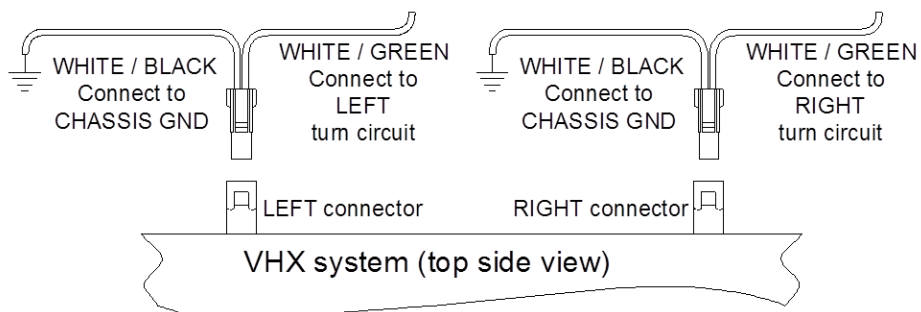 WHITE / BLACK
Connect to
CHASSIS GND
WHITE / GREEN
Connect to
LEFT
turn circuit
WHITE / BLACK
Connect to
CHASSIS GND
WHITE / GREEN
Connect to
RIGHT
turn circuit
LEFT connector
RIGHT connector
VHX system (top side view)